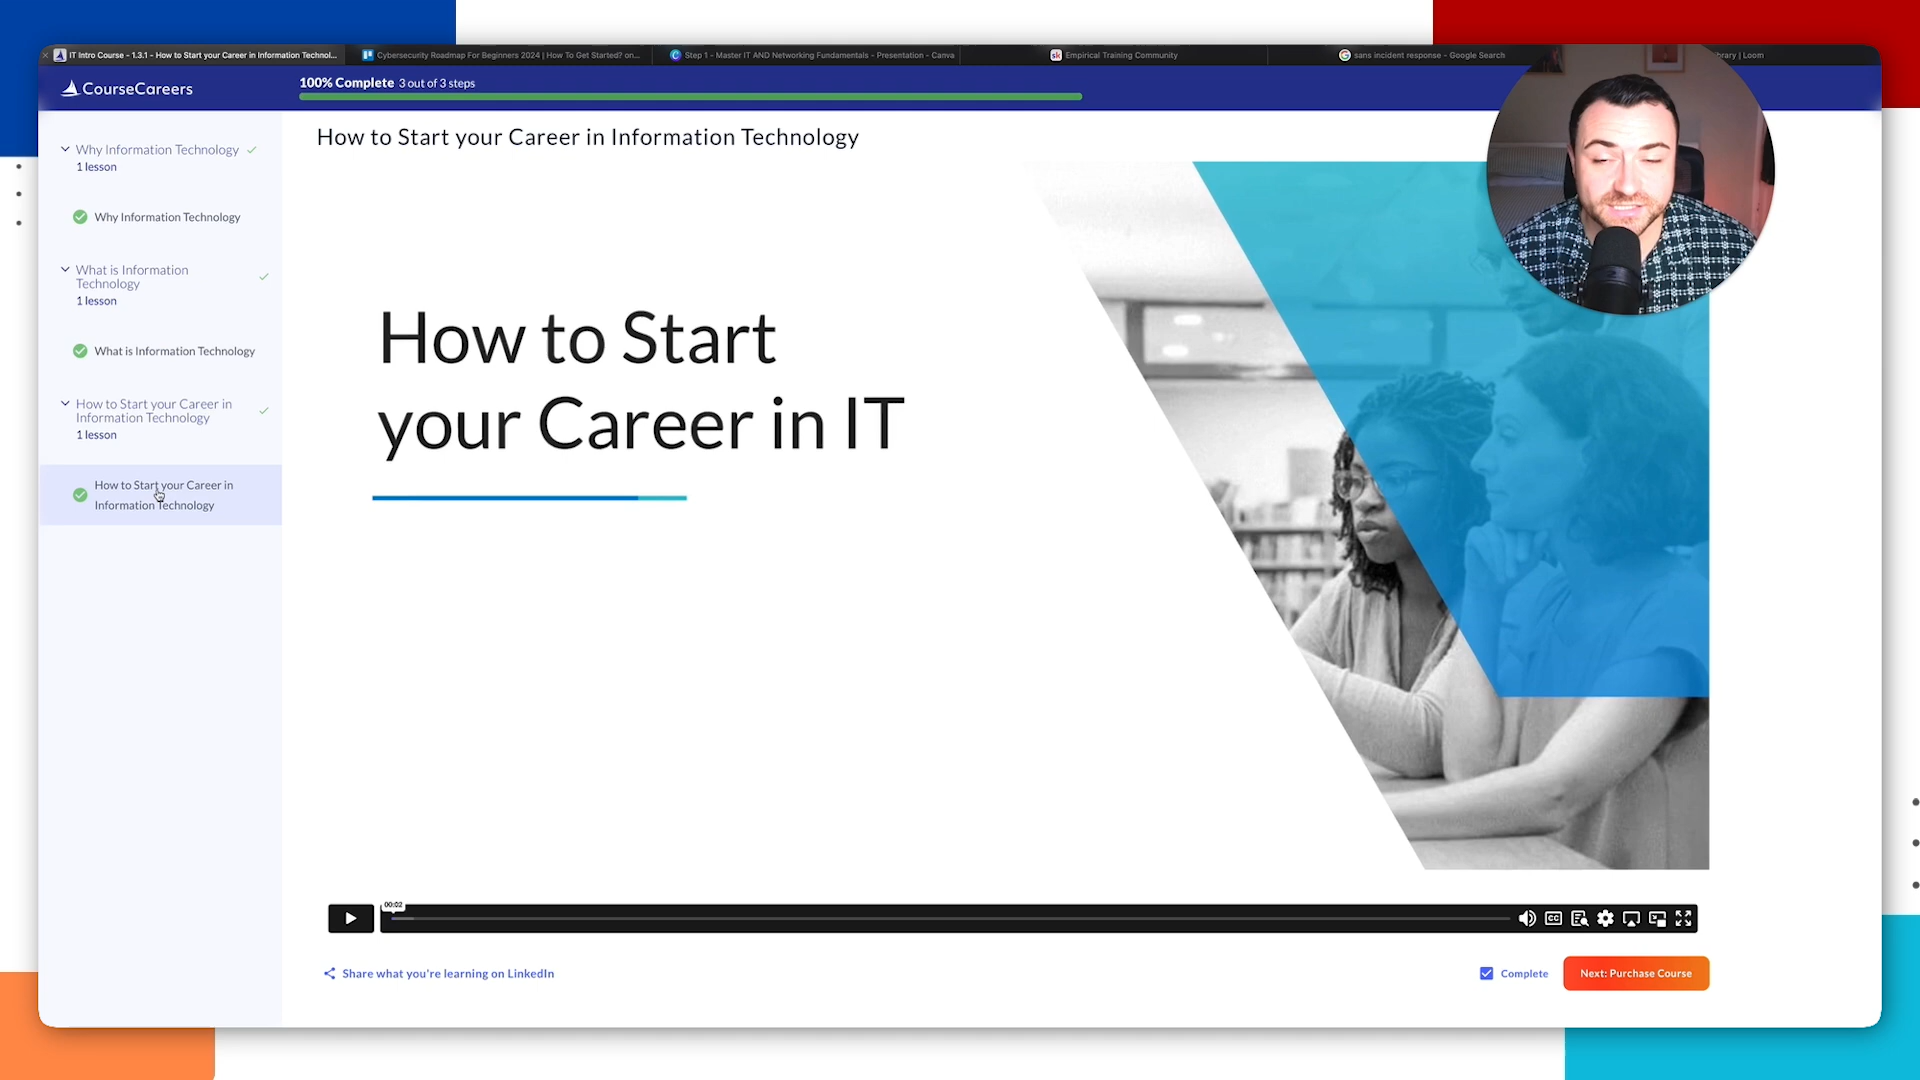 IT Intro Course - 1.3.1 - How to Start your Career in Information Technol...
Cybersecurity Roadmap For Beginners 2024 | How To Get Started? on...
Step 1 - Master IT AND Networking Fundamentals - Presentation - Canva
sk Empirical Training Community
sans incident response - Google Search
brary | Loom
CourseCareers
100% Complete 3 out of 3 steps
Why Information Technology
1 lesson
Why Information Technology
What is Information
Technology
1 lesson
What is Information Technology
How to Start your Career in
Information Technology
1 lesson
How to Start your Career in
Information Technology
How to Start your Career in Information Technology
How to Start
your Career in IT
00:02
CC
Share what you're learning on LinkedIn
Complete
Next: Purchase Course